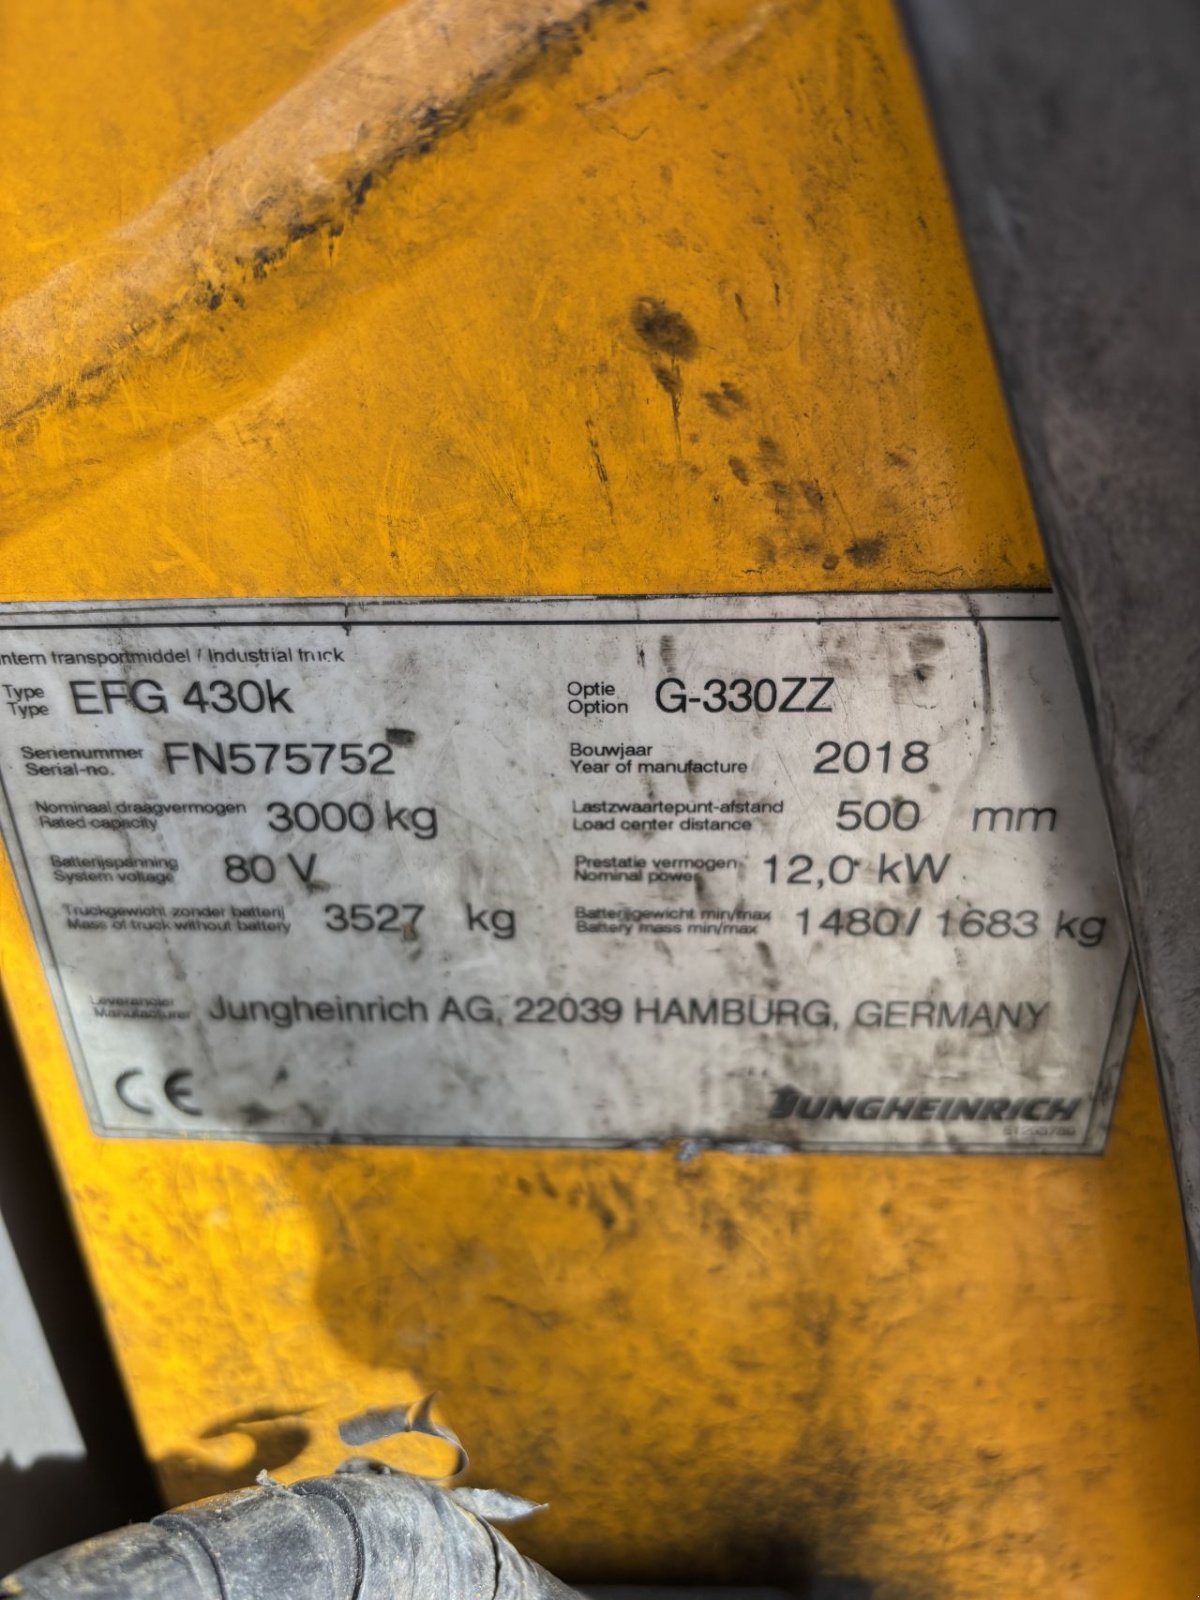 Intern transportmiddel / Industrial truck
Type
Type EFG 430k
Optie
Option G-330ZZ
Serienummer
Serial-no. FN575752
Bouwjaar
Year of manufacture 2018
Nominaal draagvermogen
Rated capacity 3000 kg
Lastzwaartepunt-afstand
Load center distance 500 mm
Batterijspanning
System voltage 80 V
Prestatie vermogen
Nominal power 12,0 kW
Truckgewicht zonder batterij
Mass of truck without battery 3527 kg
Batterijgewicht min/max
Battery mass min/max 1480 / 1683 kg
Leverancier
Manufacturer Jungheinrich AG, 22039 HAMBURG, GERMANY
CE
JUNGHEINRICH